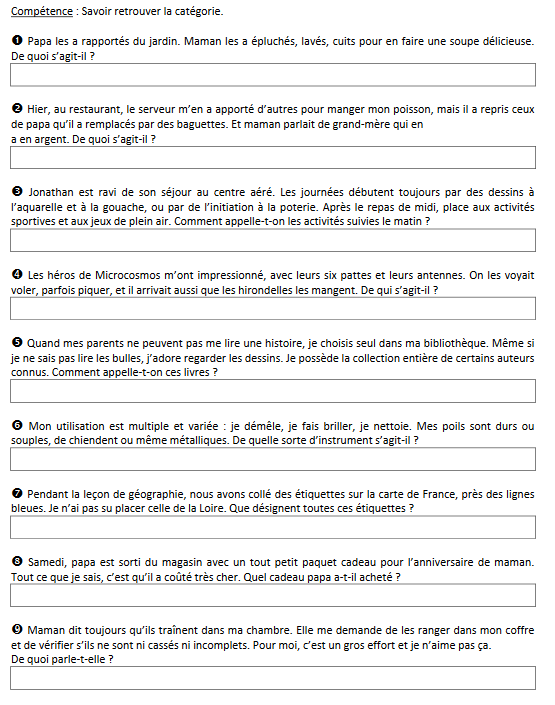 Compétence : Savoir retrouver la catégorie.
❶ Papa les a rapportés du jardin. Maman les a épluchés, lavés, cuits pour en faire une soupe délicieuse.
De quoi s’agit-il ?
❷ Hier, au restaurant, le serveur m’en a apporté d’autres pour manger mon poisson, mais il a repris ceux
de papa qu’il a remplacés par des baguettes. Et maman parlait de grand-mère qui en
a en argent. De quoi s’agit-il ?
❸ Jonathan est ravi de son séjour au centre aéré. Les journées débutent toujours par des dessins à
l’aquarelle et à la gouache, ou par de l’initiation à la poterie. Après le repas de midi, place aux activités
sportives et aux jeux de plein air. Comment appelle-t-on les activités suivies le matin ?
❹ Les héros de Microcosmos m’ont impressionné, avec leurs six pattes et leurs antennes. On les voyait
voler, parfois piquer, et il arrivait aussi que les hirondelles les mangent. De qui s’agit-il ?
❺ Quand mes parents ne peuvent pas me lire une histoire, je choisis seul dans ma bibliothèque. Même si
je ne sais pas lire les bulles, j’adore regarder les dessins. Je possède la collection entière de certains auteurs
connus. Comment appelle-t-on ces livres ?
❻ Mon utilisation est multiple et variée : je démêle, je fais briller, je nettoie. Mes poils sont durs ou
souples, de chiendent ou même métalliques. De quelle sorte d’instrument s’agit-il ?
❼ Pendant la leçon de géographie, nous avons collé des étiquettes sur la carte de France, près des lignes
bleues. Je n’ai pas su placer celle de la Loire. Que désignent toutes ces étiquettes ?
❽ Samedi, papa est sorti du magasin avec un tout petit paquet cadeau pour l’anniversaire de maman.
Tout ce que je sais, c’est qu’il a coûté très cher. Quel cadeau papa a-t-il acheté ?
❾ Maman dit toujours qu’ils traînent dans ma chambre. Elle me demande de les ranger dans mon coffre
et de vérifier s’ils ne sont ni cassés ni incomplets. Pour moi, c’est un gros effort et je n’aime pas ça.
De quoi parle-t-elle ?